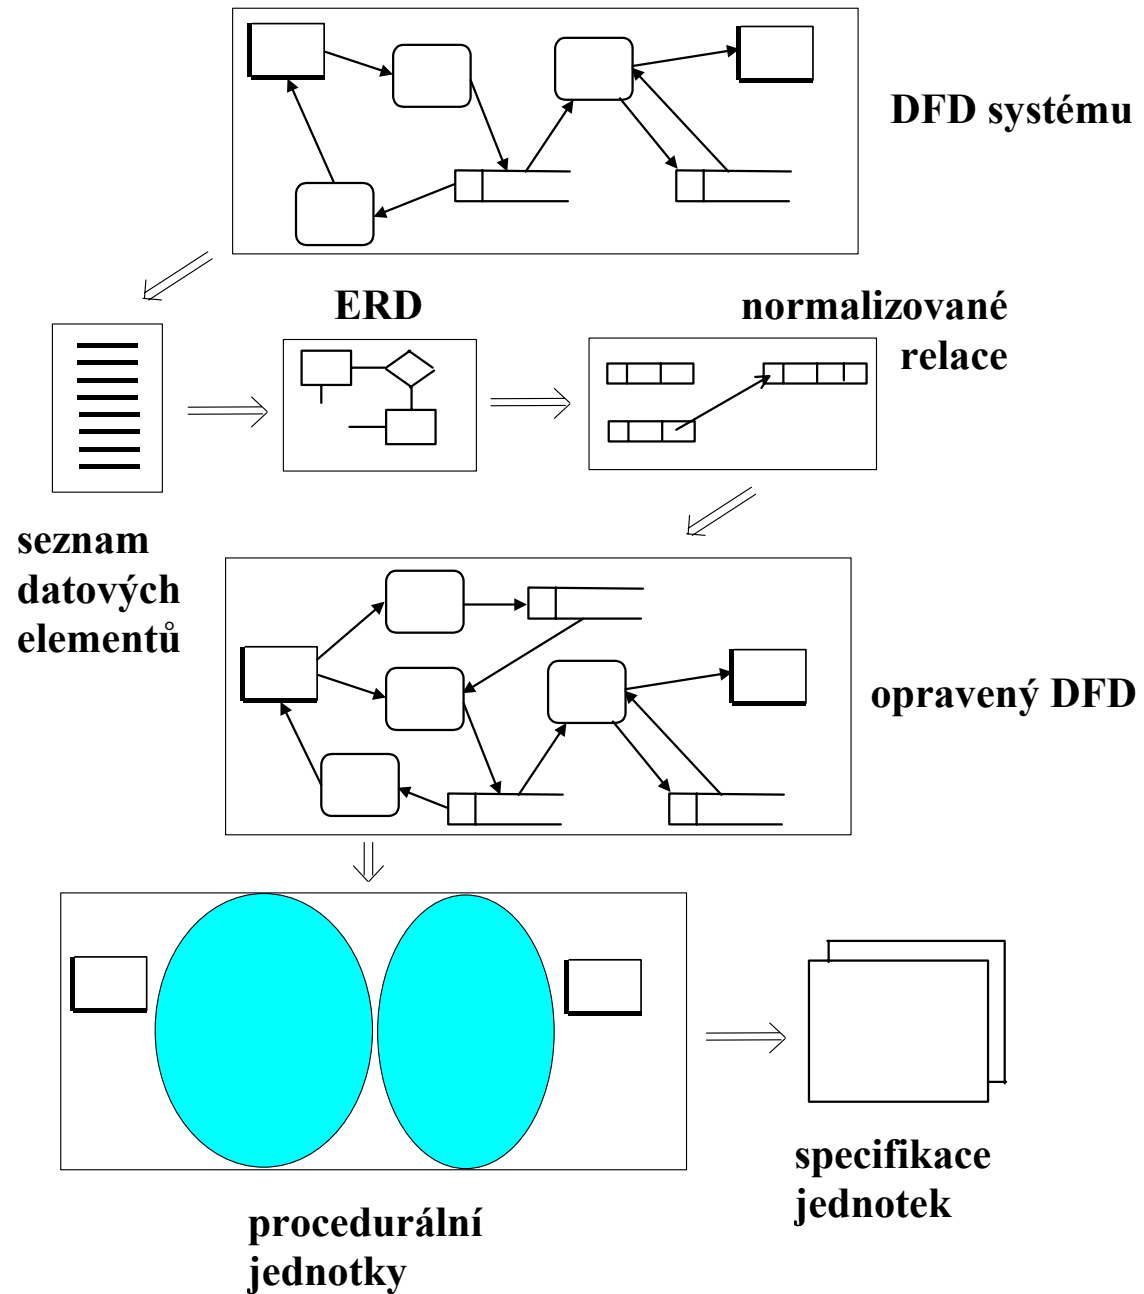 DFD systému
ERD
normalizované
relace
seznam
datových
elementů
opravený DFD
specifikace
jednotek
procedurální
jednotky